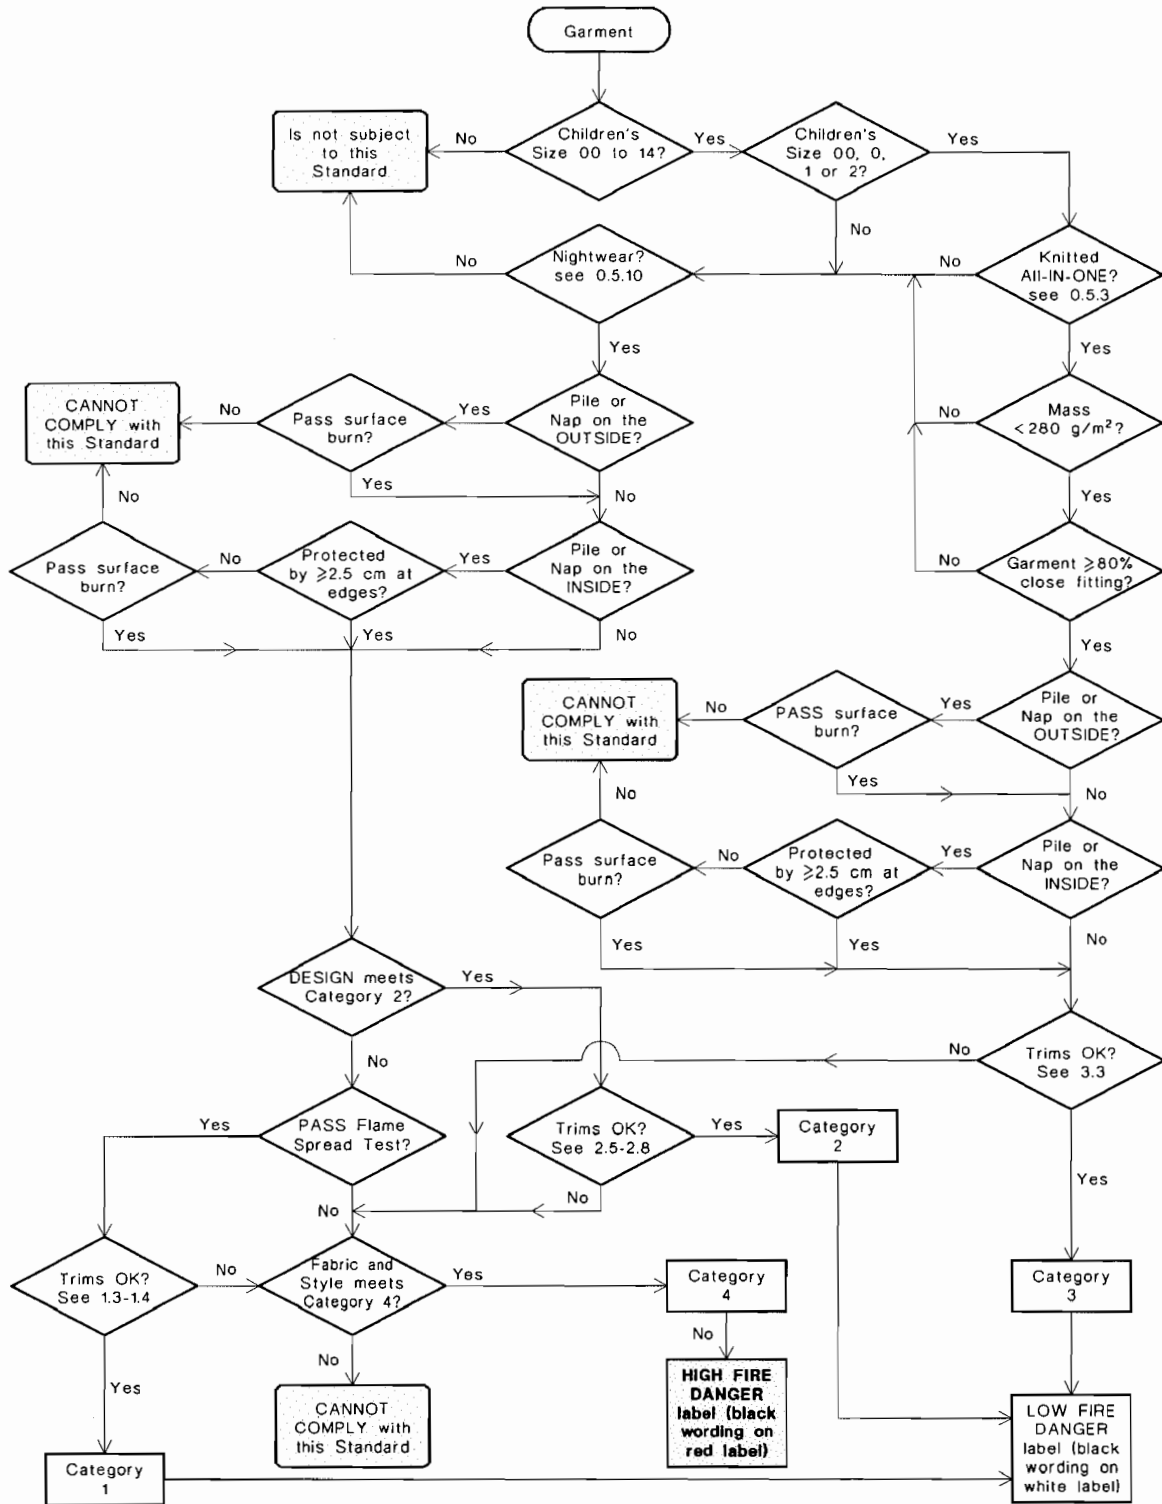 Garment
Is not subject
to this
Standard
No
Children's
Size 00 to 14?
Yes
Children's
Size 00, 0,
1 or 2?
Yes
No
No
Nightwear?
see 0.5.10
No
Knitted
All-IN-ONE?
see 0.5.3
Yes
Yes
CANNOT
COMPLY with
this Standard
No
Pass surface
burn?
Yes
Pile or
Nap on the
OUTSIDE?
No
Mass
<280 g/m²?
Yes
No
Yes
No
Pass surface
burn?
No
Protected
by ⩾2.5 cm at
edges?
Yes
Pile or
Nap on the
INSIDE?
No
Garment ⩾80%
close fitting?
Yes
Yes
No
Yes
CANNOT
COMPLY with
this Standard
No
PASS surface
burn?
Yes
Pile or
Nap on the
OUTSIDE?
Yes
No
No
Pass surface
burn?
No
Protected
by ⩾2.5 cm at
edges?
Yes
Pile or
Nap on the
INSIDE?
Yes
Yes
No
DESIGN meets
Category 2?
Yes
No
No
Trims OK?
See 3.3
Yes
PASS Flame
Spread Test?
Trims OK?
See 2.5-2.8
Yes
Category
2
Yes
No
No
Trims OK?
See 1.3-1.4
No
Fabric and
Style meets
Category 4?
Yes
Category
4
Category
3
No
No
Yes
CANNOT
COMPLY with
this Standard
HIGH FIRE
DANGER
label (black
wording on
red label)
LOW FIRE
DANGER
label (black
wording on
white label)
Category
1